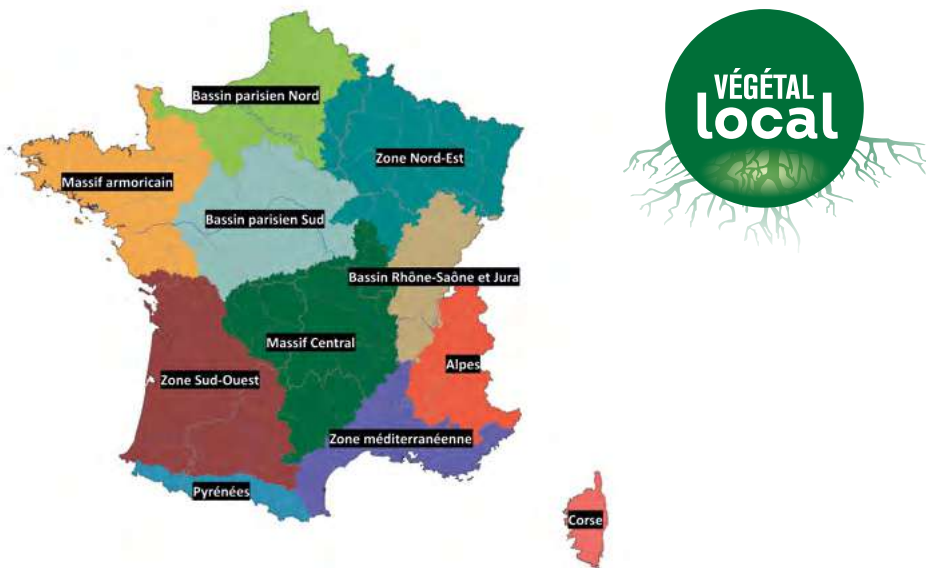 VÉGÉTAL
local
Bassin parisien Nord
Zone Nord-Est
Massif armoricain
Bassin parisien Sud
Bassin Rhône-Saône et Jura
Massif Central
Alpes
Zone Sud-Ouest
Zone méditerranéenne
Pyrénées
Corse